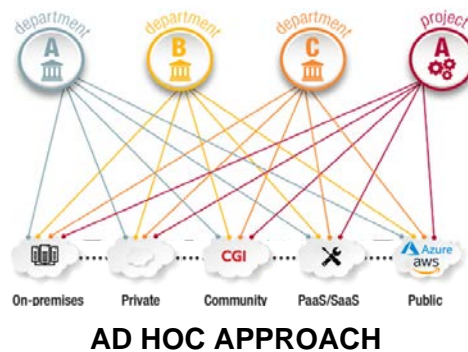 department department department project
A B C A
CGI Azure
aws
On-premises Private Community PaaS/SaaS Public
AD HOC APPROACH